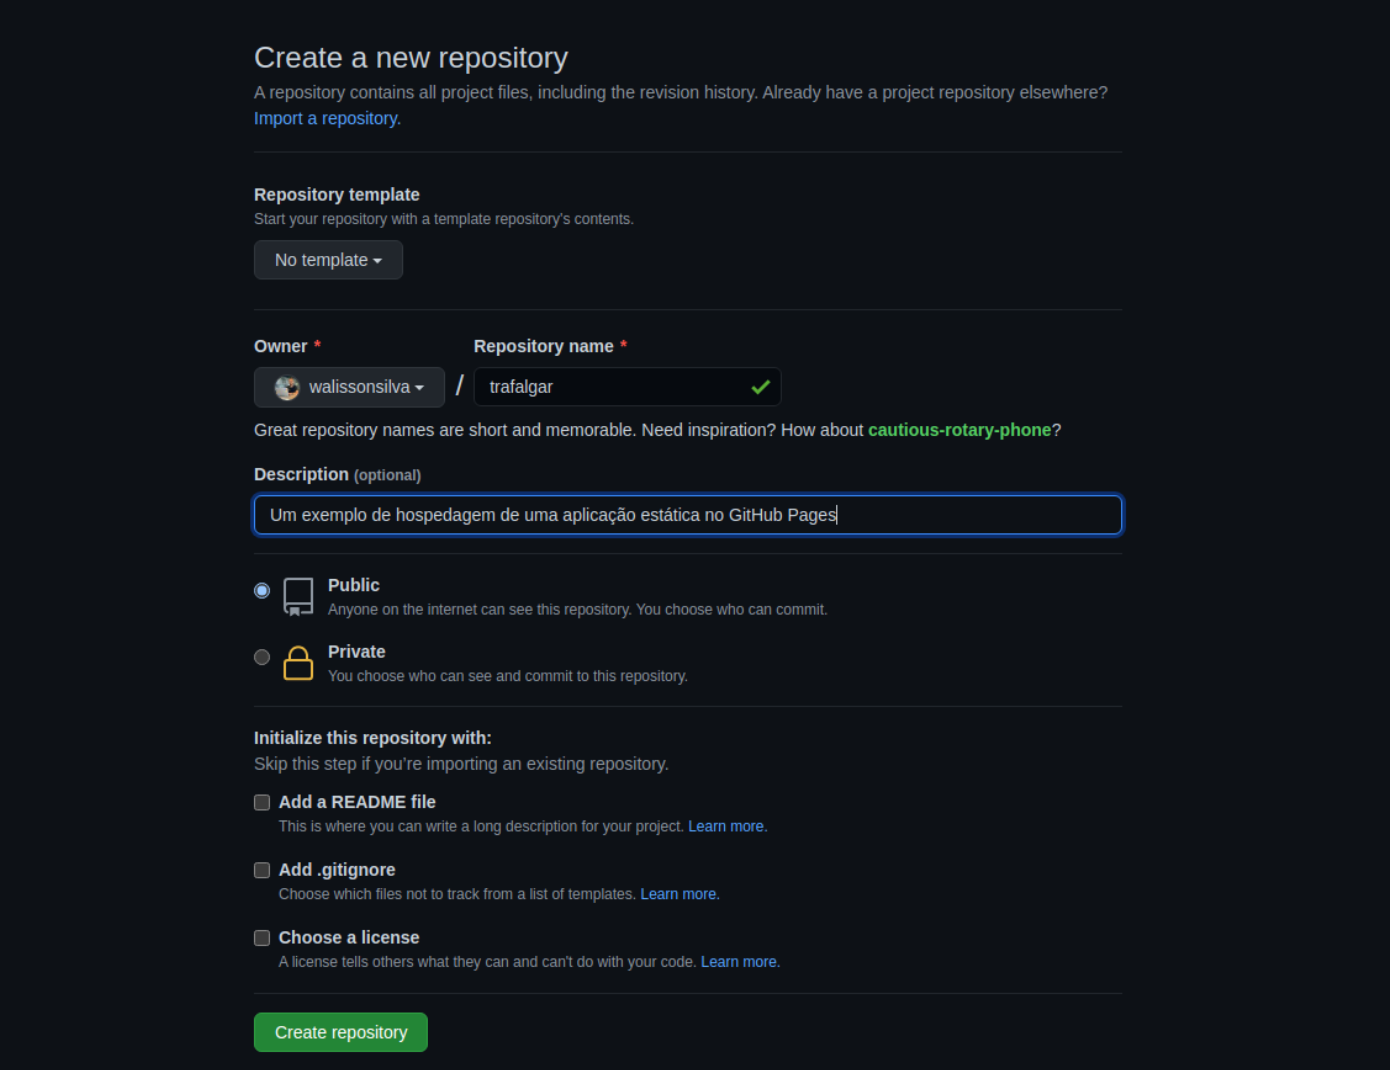 Create a new repository
A repository contains all project files, including the revision history. Already have a project repository elsewhere?
Import a repository.
Repository template
Start your repository with a template repository's contents.
No template
Owner * Repository name *
walissonsilva / trafalgar
Great repository names are short and memorable. Need inspiration? How about cautious-rotary-phone?
Description (optional)
Um exemplo de hospedagem de uma aplicação estática no GitHub Pages
Public
Anyone on the internet can see this repository. You choose who can commit.
Private
You choose who can see and commit to this repository.
Initialize this repository with:
Skip this step if you’re importing an existing repository.
Add a README file
This is where you can write a long description for your project. Learn more.
Add .gitignore
Choose which files not to track from a list of templates. Learn more.
Choose a license
A license tells others what they can and can't do with your code. Learn more.
Create repository